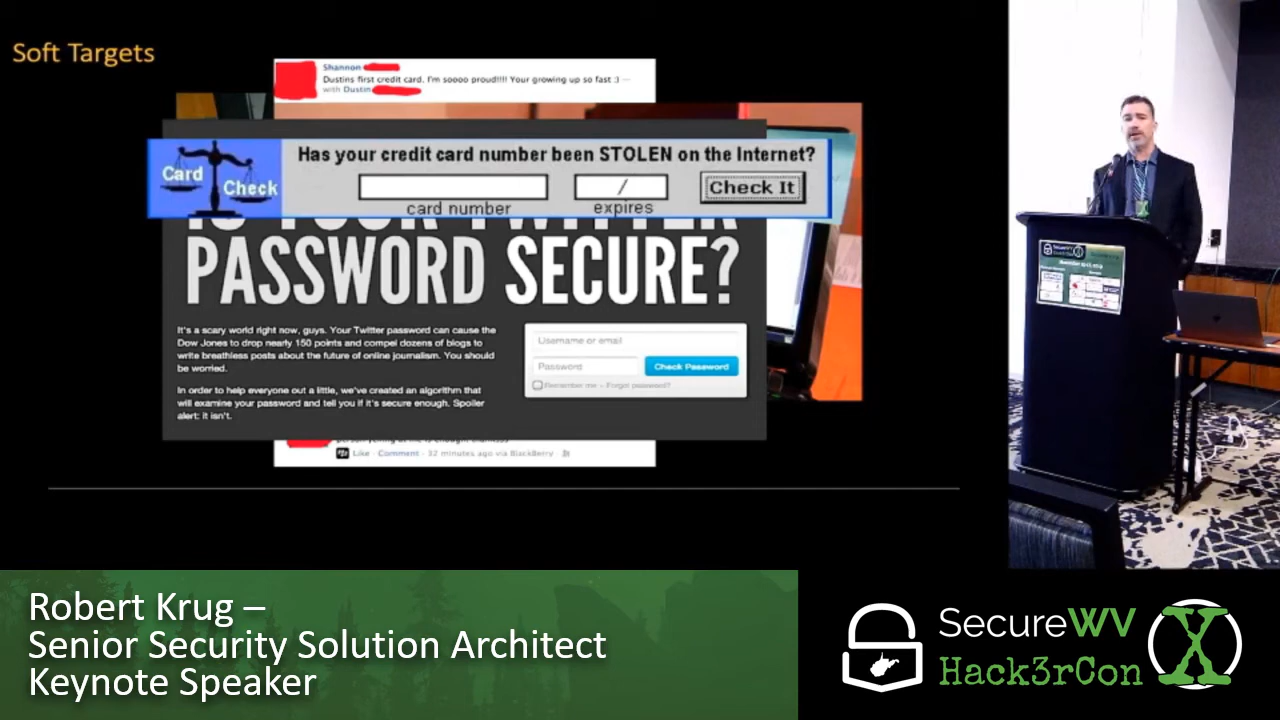 Soft Targets
Shannon
Dustins first credit card. I'm soooo proud!!!! Your growing up so fast :) —
with Dustin
Card
Check
Has your credit card number been STOLEN on the Internet?
/
Check It
card number
expires
PASSWORD SECURE?
It's a scary world right now, guys. Your Twitter password can cause the
Dow Jones to drop nearly 150 points and compel dozens of blogs to
write breathless posts about the future of online journalism. You should
be worried.
In order to help everyone out a little, we've created an algorithm that
will examine your password and tell you if it's secure enough. Spoiler
alert: it isn't.
Username or email
Password
Check Password
Remember me · Forgot password?
Like · Comment · 32 minutes ago via BlackBerry ·
SecureWV
Robert Krug –
Senior Security Solution Architect
Keynote Speaker
SecureWV
Hack3rCon
X